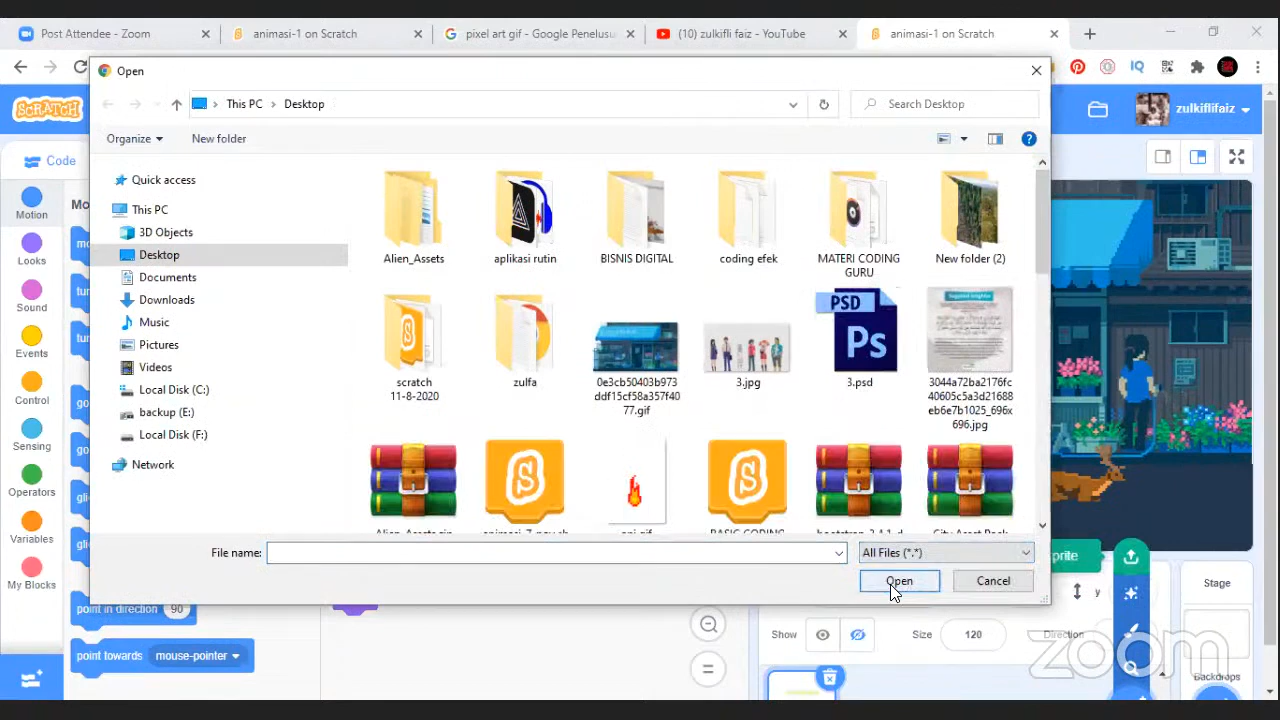 Post Attendee - Zoom
animasi-1 on Scratch
pixel art gif - Google Penelusu
(10) zulkifli faiz - YouTube
animasi-1 on Scratch
Open
This PC
Desktop
Search Desktop
SCRATCH
zulkiflifaiz
Organize
New folder
Code
Motion
Looks
Sound
Events
Control
Sensing
Operators
Variables
My Blocks
Quick access
This PC
3D Objects
Desktop
Documents
Downloads
Music
Pictures
Videos
Local Disk (C:)
backup (E:)
Local Disk (F:)
Network
Alien_Assets
aplikasi rutin
BISNIS DIGITAL
coding efek
MATERI CODING
GURU
New folder (2)
PSD
Ps
scratch
11-8-2020
zulfa
0e3cb50403b973
ddf15cf58a357f40
77.gif
3.jpg
3.psd
3044a72ba2176fc
40605c5a3d21688
eb6e7b1025_696x
696.jpg
File name:
All Files (*.*)
Open
Cancel
prite
point in direction 90
point towards mouse-pointer
Show
Size
120
Direction
y
Stage
Backdrops
zoom